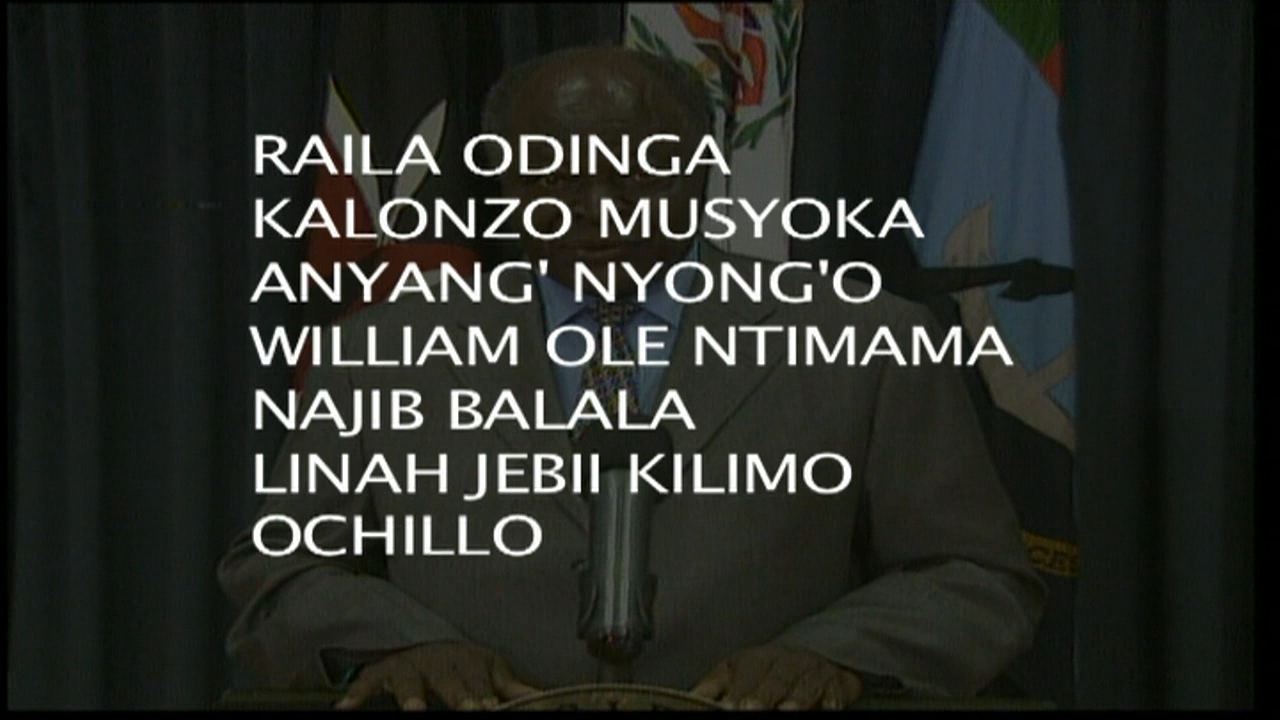 RAILA ODINGA
KALONZO MUSYOKA
ANYANG' NYONG'O
WILLIAM OLE NTIMAMA
NAJIB BALALA
LINAH JEBII KILIMO
OCHILLO